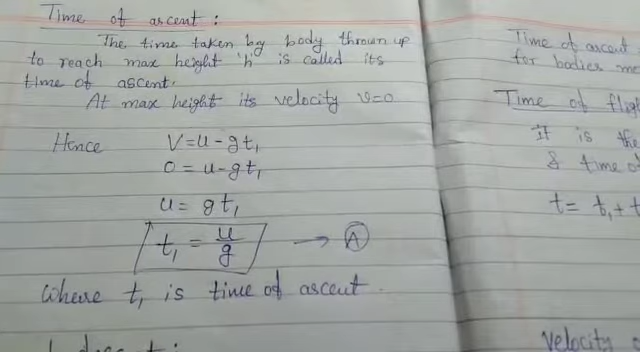 Time of ascent :
The time taken by body thrown up
to reach max height 'h' is called its
time of ascent.
At max height its velocity v=0
Hence V=u-gt₁
0 = u-gt₁
u = gt₁
t₁ = u/g → Ⓐ
Where t₁ is time of ascent.
Time of ascent
for bodies
Time of
It is the
& time of
t = t₁ + t
Velocity